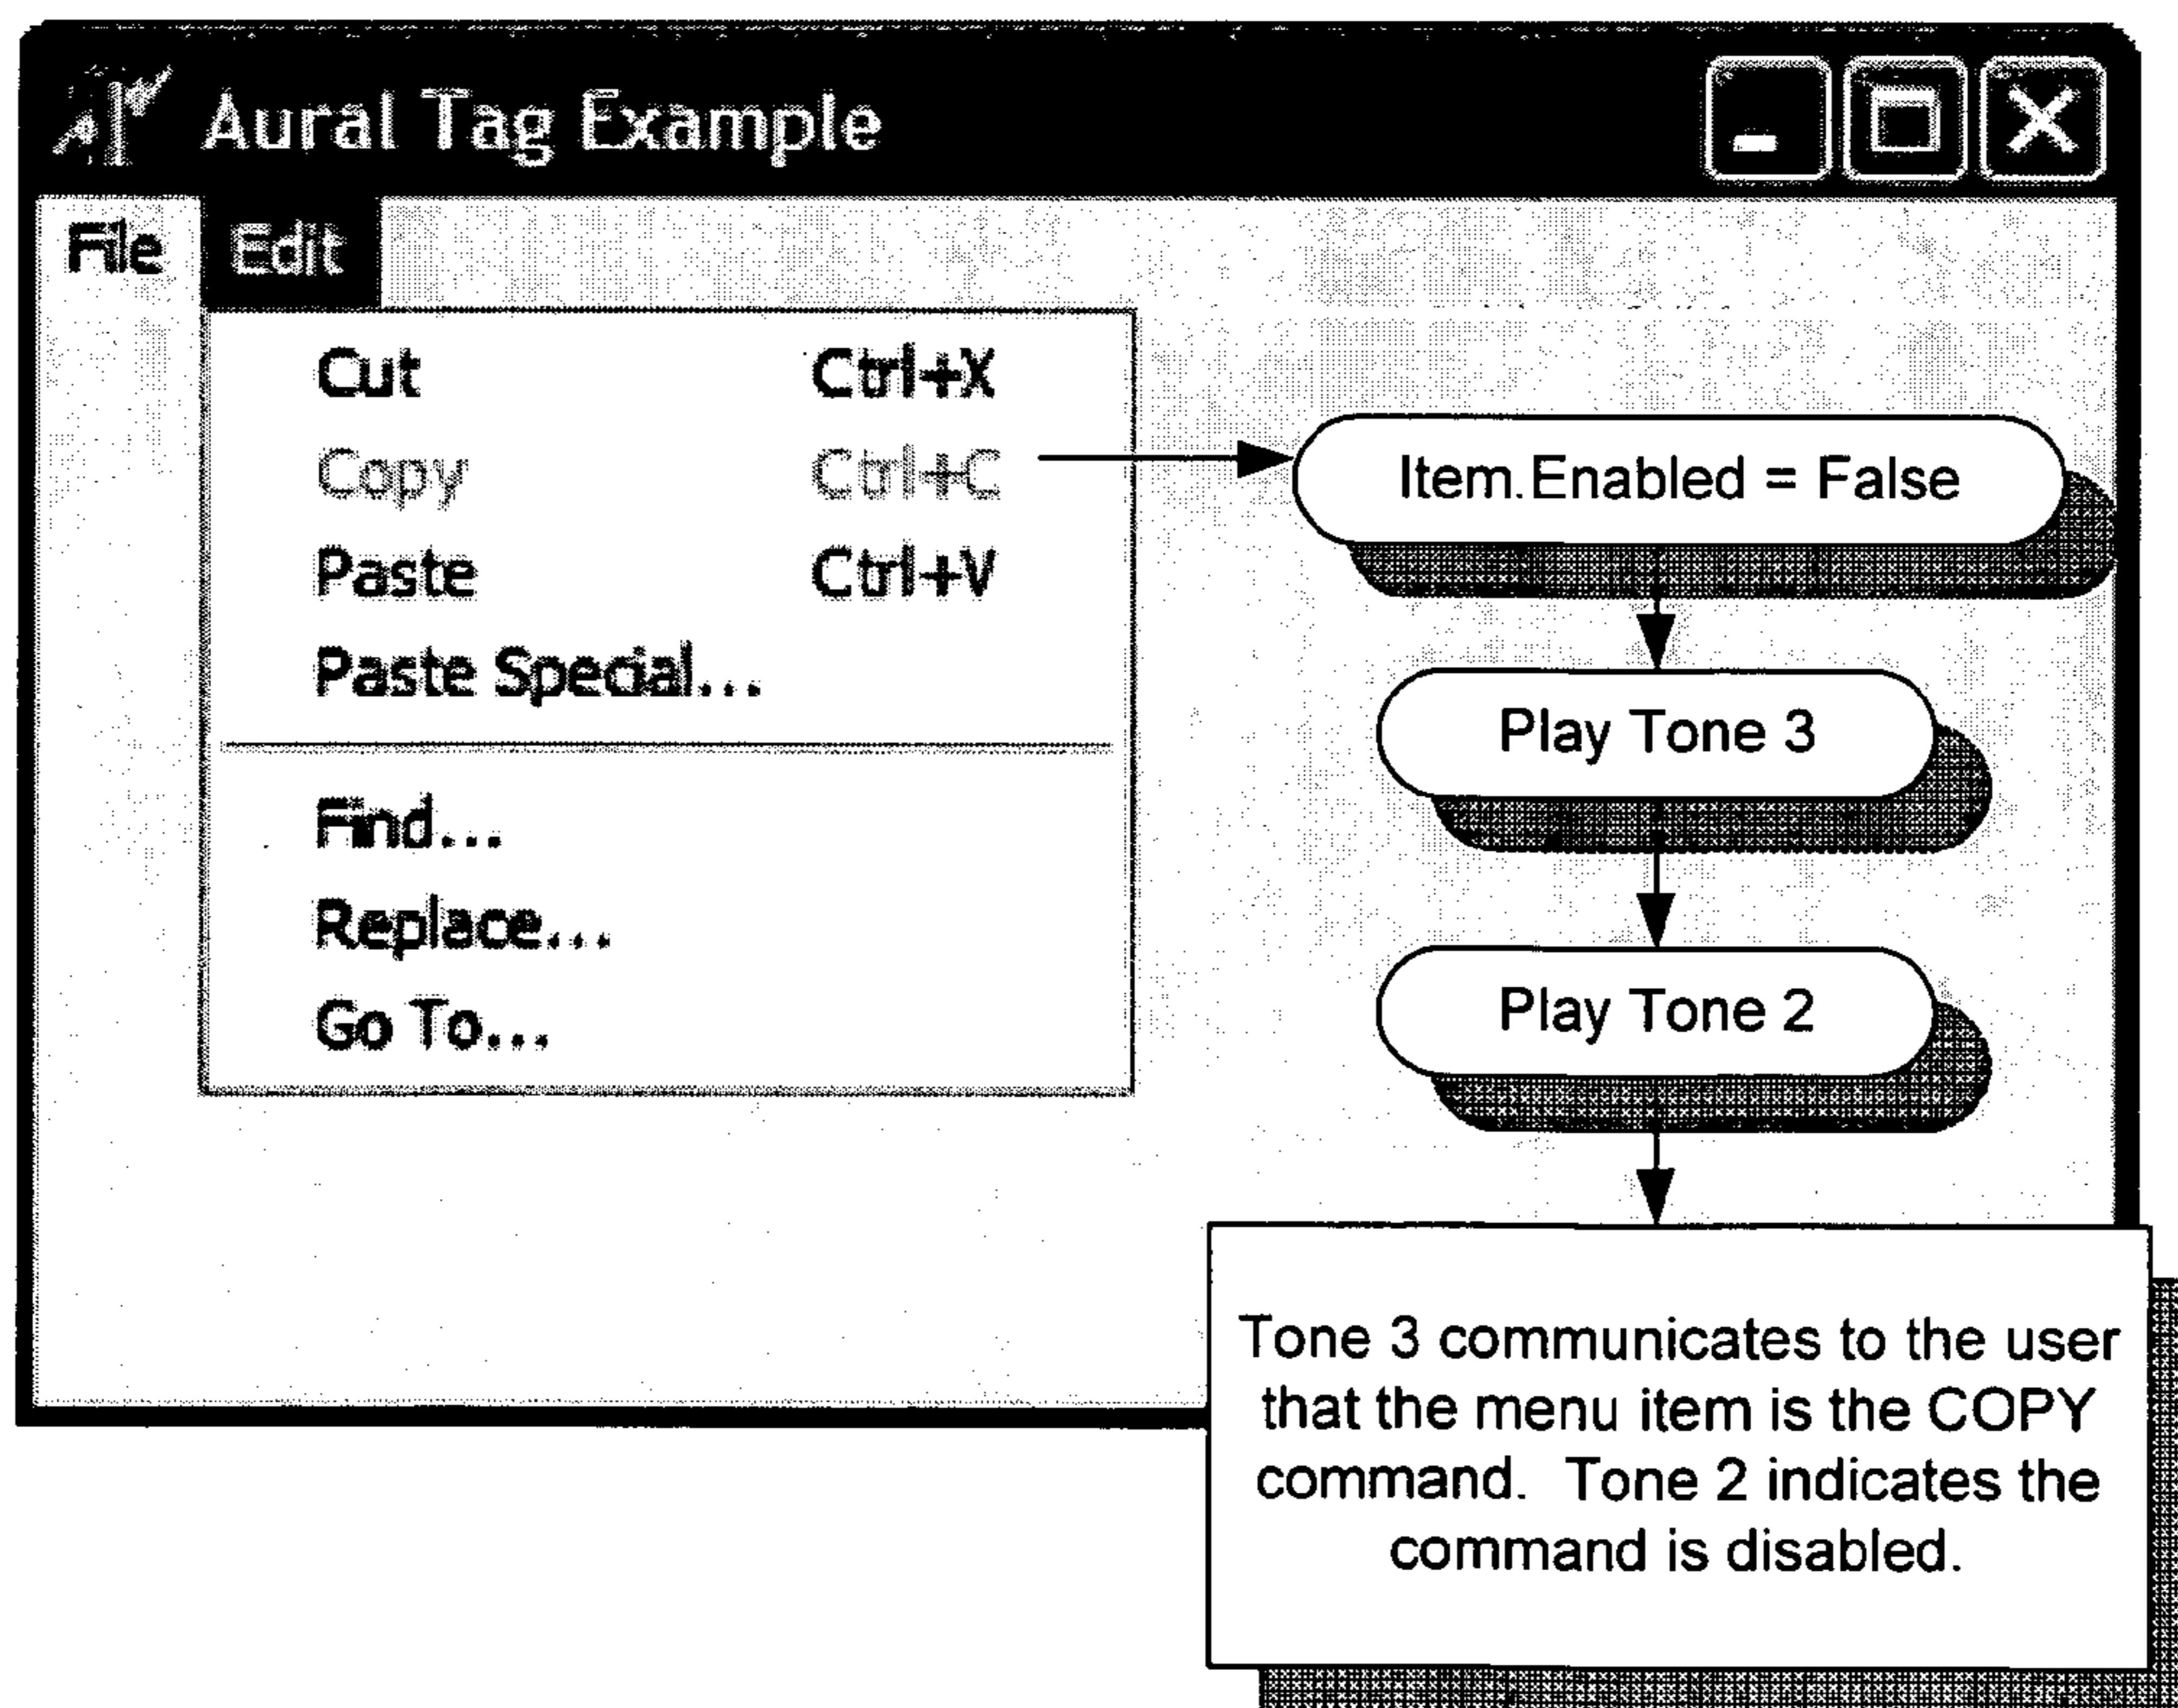 Aural Tag Example
File Edit
Cut Ctrl+X
Copy Ctrl+C
Paste Ctrl+V
Paste Special...
Find...
Replace...
Go To...
Item.Enabled = False
Play Tone 3
Play Tone 2
Tone 3 communicates to the user
that the menu item is the COPY
command. Tone 2 indicates the
command is disabled.